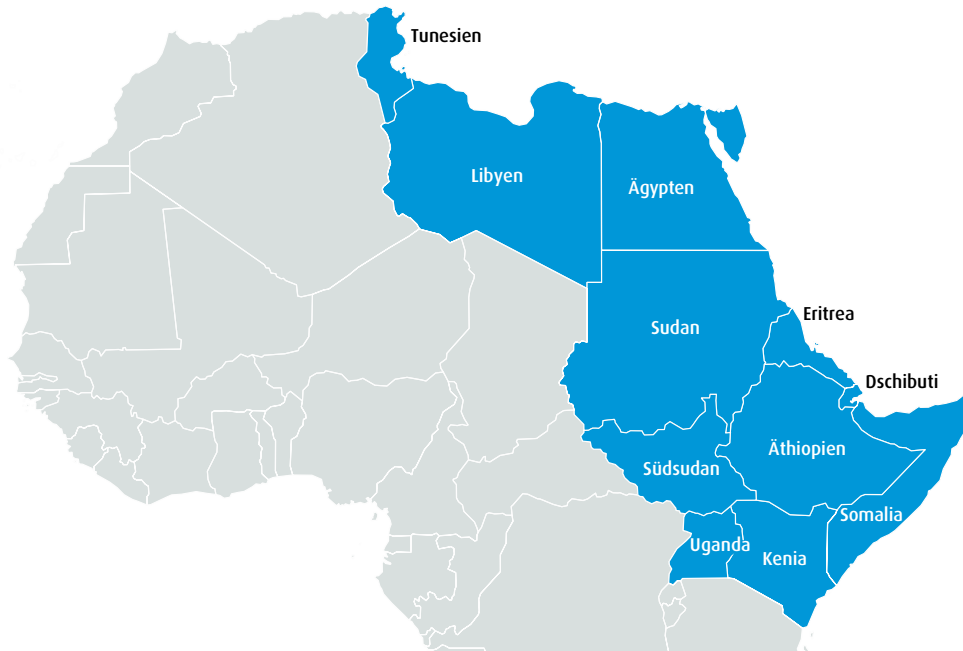 Tunesien
Libyen
Ägypten
Sudan
Eritrea
Dschibuti
Äthiopien
Südsudan
Somalia
Uganda
Kenia